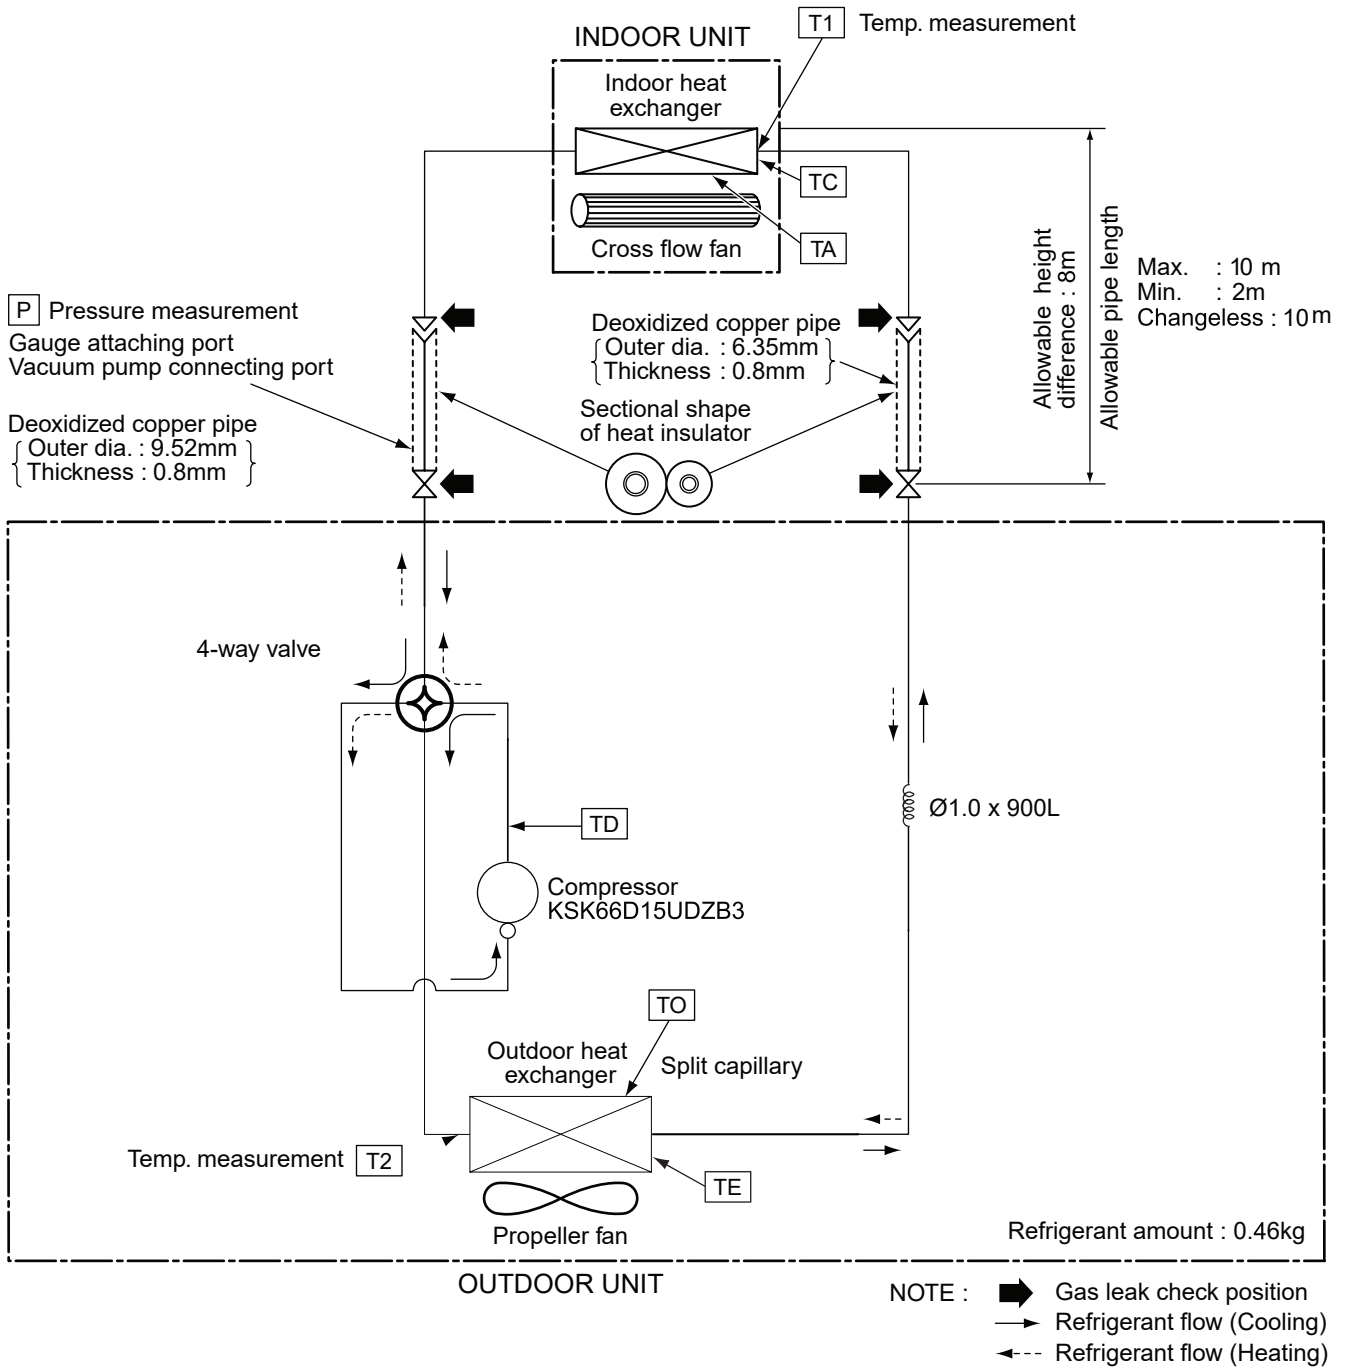 T1 Temp. measurement
INDOOR UNIT
Indoor heat
exchanger
TC
TA
Cross flow fan
P Pressure measurement
Gauge attaching port
Vacuum pump connecting port
Deoxidized copper pipe
Outer dia. : 9.52mm
Thickness : 0.8mm
Deoxidized copper pipe
Outer dia. : 6.35mm
Thickness : 0.8mm
Sectional shape
of heat insulator
Allowable height
difference : 8m
Allowable pipe length
Max. : 10 m
Min. : 2m
Changeless : 10m
4-way valve
TD
Ø1.0 x 900L
Compressor
KSK66D15UDZB3
TO
Outdoor heat
exchanger
Split capillary
Temp. measurement T2
TE
Propeller fan
Refrigerant amount : 0.46kg
OUTDOOR UNIT
NOTE : Gas leak check position
Refrigerant flow (Cooling)
Refrigerant flow (Heating)